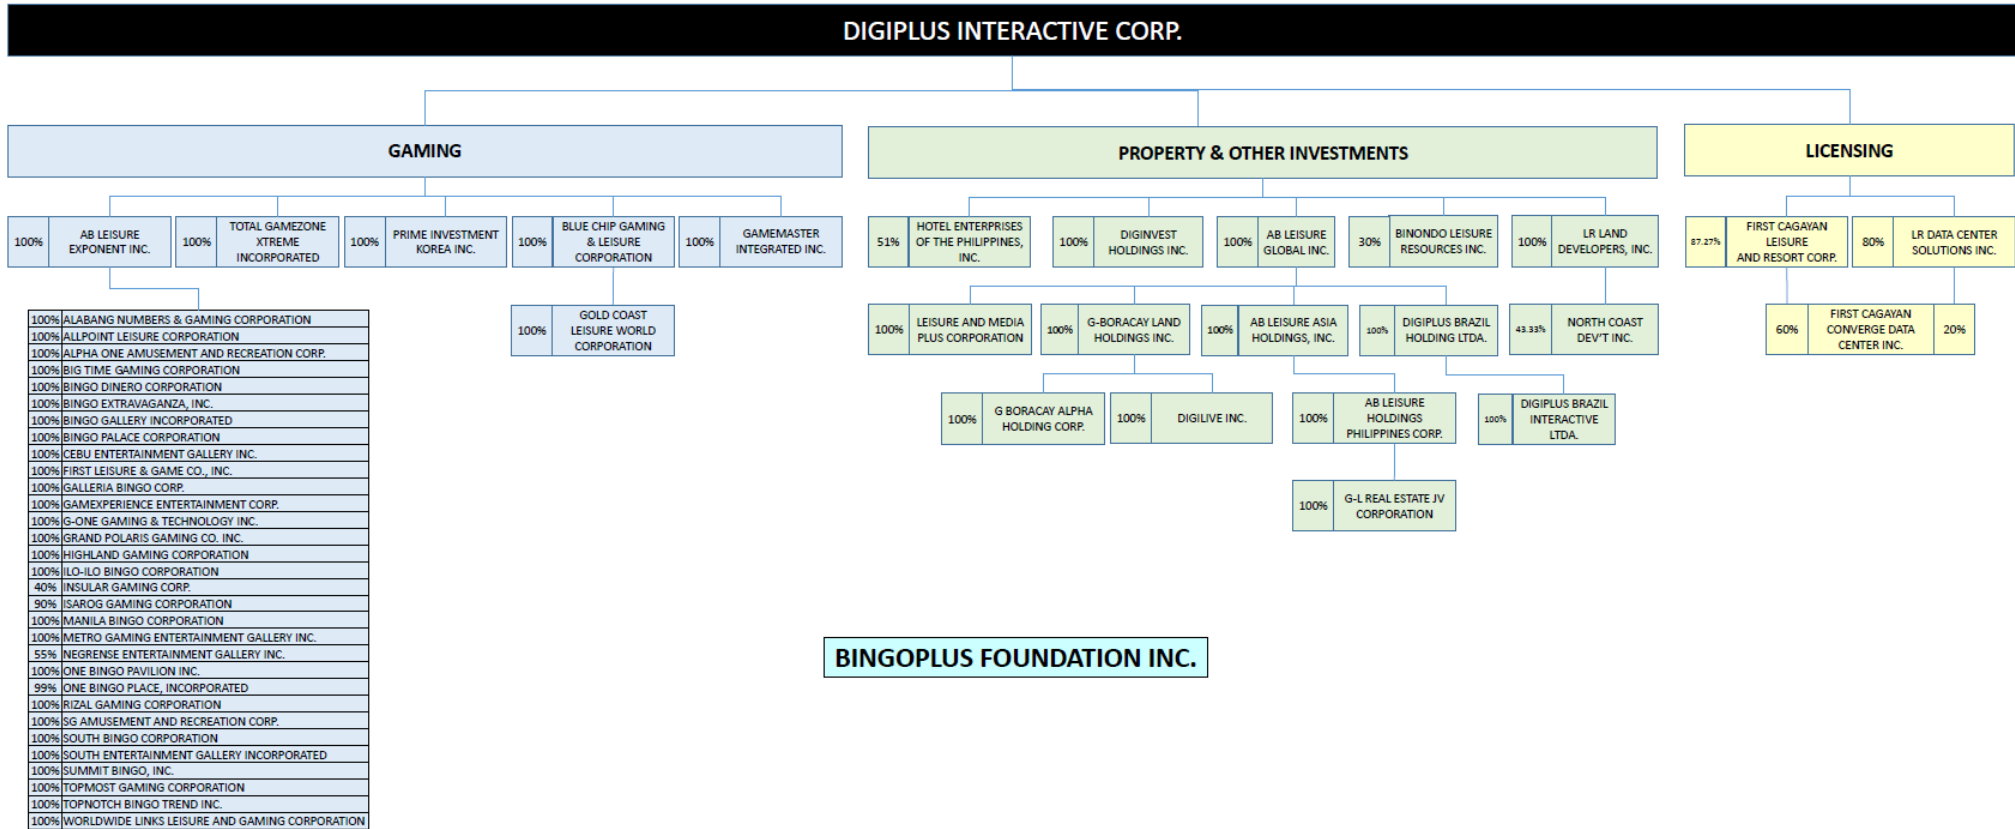 DIGIPLUS INTERACTIVE CORP.
GAMING
PROPERTY & OTHER INVESTMENTS
LICENSING
100%
AB LEISURE
EXPONENT INC.
100%
TOTAL GAMEZONE
XTREME
INCORPORATED
100%
PRIME INVESTMENT
KOREA INC.
100%
BLUE CHIP GAMING
& LEISURE
CORPORATION
100%
GAMEMASTER
INTEGRATED INC.
51%
HOTEL ENTERPRISES
OF THE PHILIPPINES,
INC.
100%
DIGINVEST
HOLDINGS INC.
100%
AB LEISURE
GLOBAL INC.
30%
BINONDO LEISURE
RESOURCES INC.
100%
LR LAND
DEVELOPERS, INC.
87.27%
FIRST CAGAYAN
LEISURE
AND RESORT CORP.
80%
LR DATA CENTER
SOLUTIONS INC.
100%
GOLD COAST
LEISURE WORLD
CORPORATION
100%
LEISURE AND MEDIA
PLUS CORPORATION
100%
G-BORACAY LAND
HOLDINGS INC.
100%
AB LEISURE ASIA
HOLDINGS, INC.
100%
DIGIPLUS BRAZIL
HOLDING LTDA.
43.33%
NORTH COAST
DEV'T INC.
60%
FIRST CAGAYAN
CONVERGE DATA
CENTER INC.
20%
100%
G BORACAY ALPHA
HOLDING CORP.
100%
DIGILIVE INC.
100%
AB LEISURE
HOLDINGS
PHILIPPINES CORP.
100%
DIGIPLUS BRAZIL
INTERACTIVE
LTDA.
100%
G-L REAL ESTATE JV
CORPORATION
100% ALABANG NUMBERS & GAMING CORPORATION
100% ALLPOINT LEISURE CORPORATION
100% ALPHA ONE AMUSEMENT AND RECREATION CORP.
100% BIG TIME GAMING CORPORATION
100% BINGO DINERO CORPORATION
100% BINGO EXTRAVAGANZA, INC.
100% BINGO GALLERY INCORPORATED
100% BINGO PALACE CORPORATION
100% CEBU ENTERTAINMENT GALLERY INC.
100% FIRST LEISURE & GAME CO., INC.
100% GALLERIA BINGO CORP.
100% GAMEXPERIENCE ENTERTAINMENT CORP.
100% G-ONE GAMING & TECHNOLOGY INC.
100% GRAND POLARIS GAMING CO. INC.
100% HIGHLAND GAMING CORPORATION
100% ILO-ILO BINGO CORPORATION
40% INSULAR GAMING CORP.
90% ISAROG GAMING CORPORATION
100% MANILA BINGO CORPORATION
100% METRO GAMING ENTERTAINMENT GALLERY INC.
55% NEGRENSE ENTERTAINMENT GALLERY INC.
100% ONE BINGO PAVILION INC.
99% ONE BINGO PLACE, INCORPORATED
100% RIZAL GAMING CORPORATION
100% SG AMUSEMENT AND RECREATION CORP.
100% SOUTH BINGO CORPORATION
100% SOUTH ENTERTAINMENT GALLERY INCORPORATED
100% SUMMIT BINGO, INC.
100% TOPMOST GAMING CORPORATION
100% TOPNOTCH BINGO TREND INC.
100% WORLDWIDE LINKS LEISURE AND GAMING CORPORATION
BINGOPLUS FOUNDATION INC.